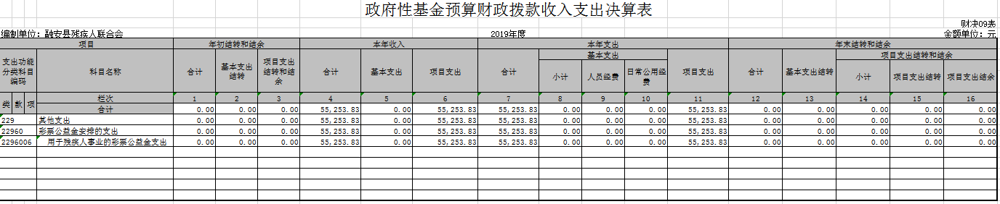 政府性基金预算财政拨款收入支出决算表
财决09表
编制单位：融安县残疾人联合会 2019年度 金额单位：元
项目 年初结转和结余 本年收入 本年支出 年末结转和结余
支出功能分类科目编码 科目名称 合计 基本支出结转 项目支出结转和结余 合计 基本支出 项目支出 合计 基本支出 项目支出 合计 基本支出结转 项目支出结转和结余
小计 人员经费 日常公用经费 小计 项目支出结转 项目支出结余
类 款 项 栏次 1 2 3 4 5 6 7 8 9 10 11 12 13 14 15 16
合计 0.00 0.00 0.00 55,253.83 0.00 55,253.83 55,253.83 0.00 0.00 0.00 55,253.83 0.00 0.00 0.00 0.00 0.00
229 其他支出 0.00 0.00 0.00 55,253.83 0.00 55,253.83 55,253.83 0.00 0.00 0.00 55,253.83 0.00 0.00 0.00 0.00 0.00
22960 彩票公益金安排的支出 0.00 0.00 0.00 55,253.83 0.00 55,253.83 55,253.83 0.00 0.00 0.00 55,253.83 0.00 0.00 0.00 0.00 0.00
2296006 用于残疾人事业的彩票公益金支出 0.00 0.00 0.00 55,253.83 0.00 55,253.83 55,253.83 0.00 0.00 0.00 55,253.83 0.00 0.00 0.00 0.00 0.00